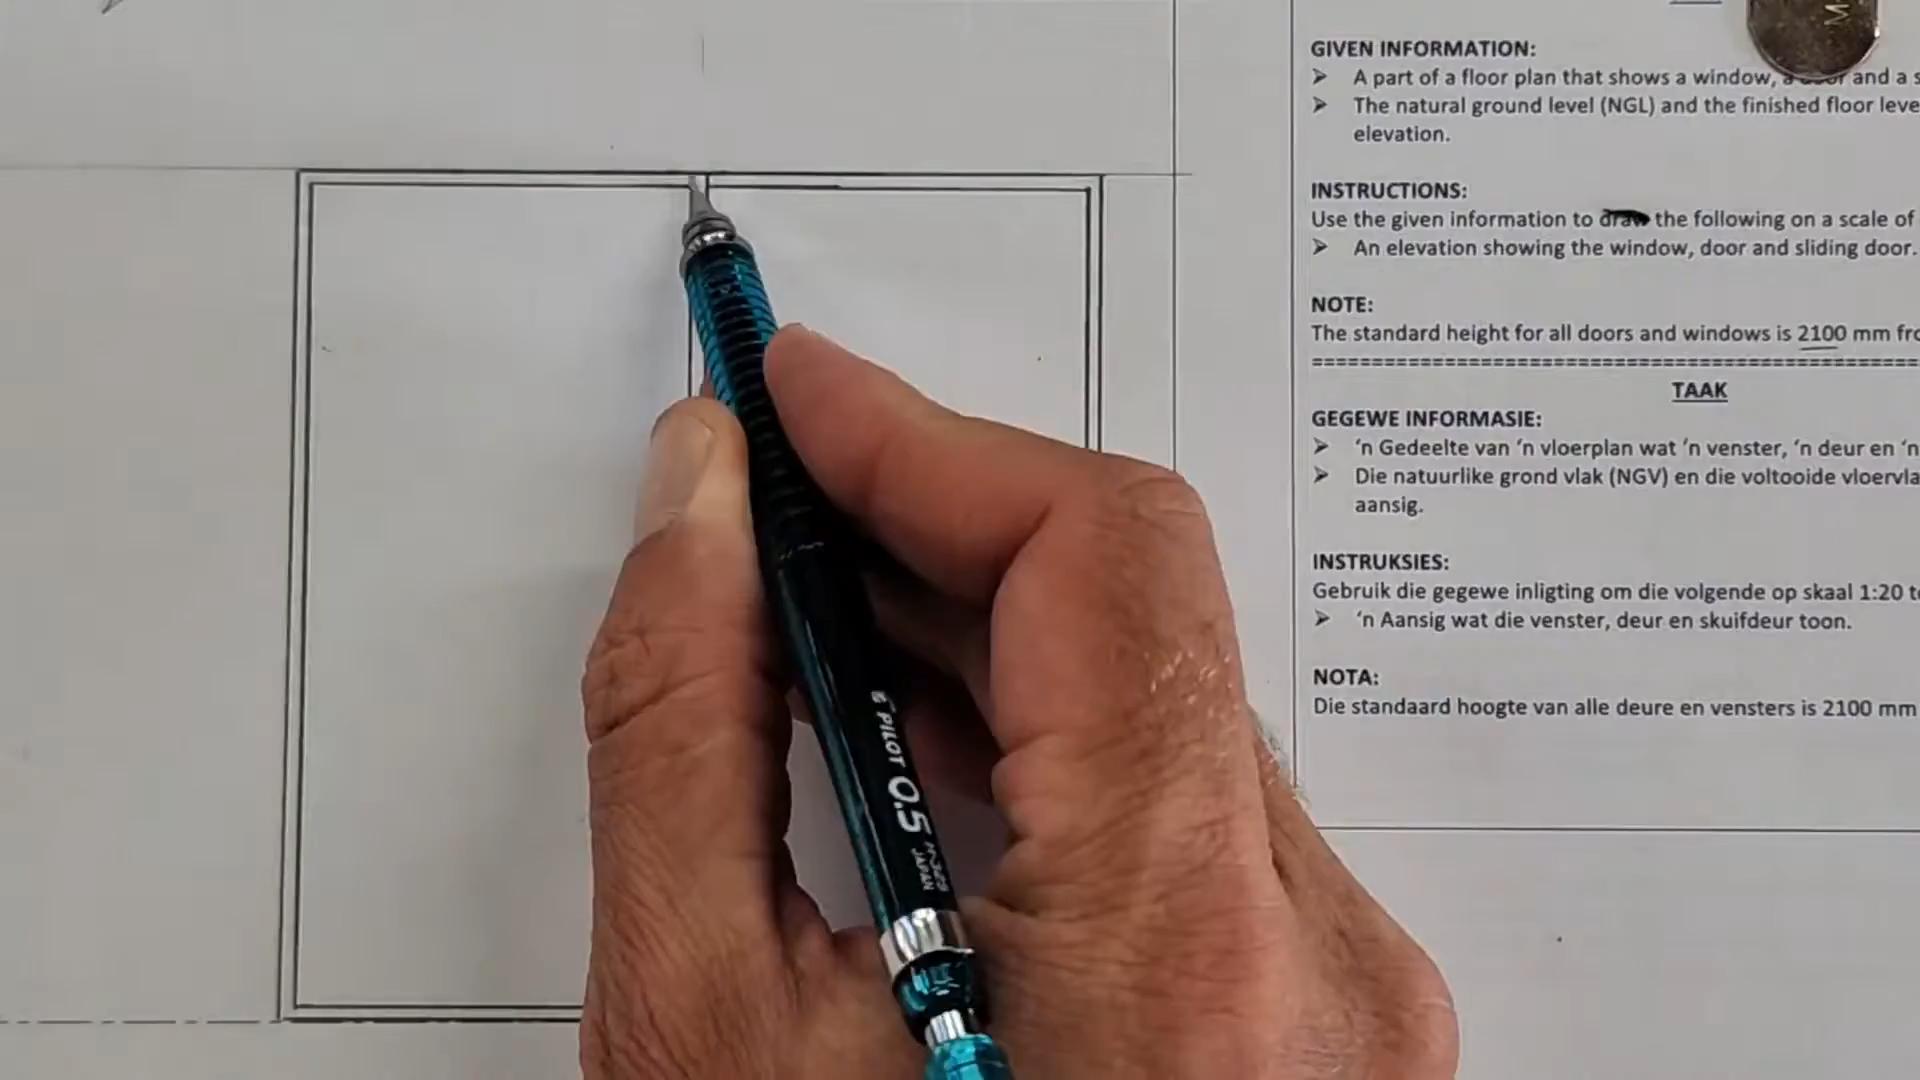 GIVEN INFORMATION:
➢ A part of a floor plan that shows a window, a door and a s
➢ The natural ground level (NGL) and the finished floor leve
elevation.
INSTRUCTIONS:
Use the given information to draw the following on a scale of
➢ An elevation showing the window, door and sliding door.
NOTE:
The standard height for all doors and windows is 2100 mm fro
TAAK
GEGEWE INFORMASIE:
➢ ‘n Gedeelte van ‘n vloerplan wat ‘n venster, ‘n deur en ‘n
➢ Die natuurlike grond vlak (NGV) en die voltooide vloervla
aansig.
INSTRUKSIES:
Gebruik die gegewe inligting om die volgende op skaal 1:20 te
➢ ‘n Aansig wat die venster, deur en skuifdeur toon.
NOTA:
Die standaard hoogte van alle deure en vensters is 2100 mm
PILOT 0.5
H-329
JAPAN